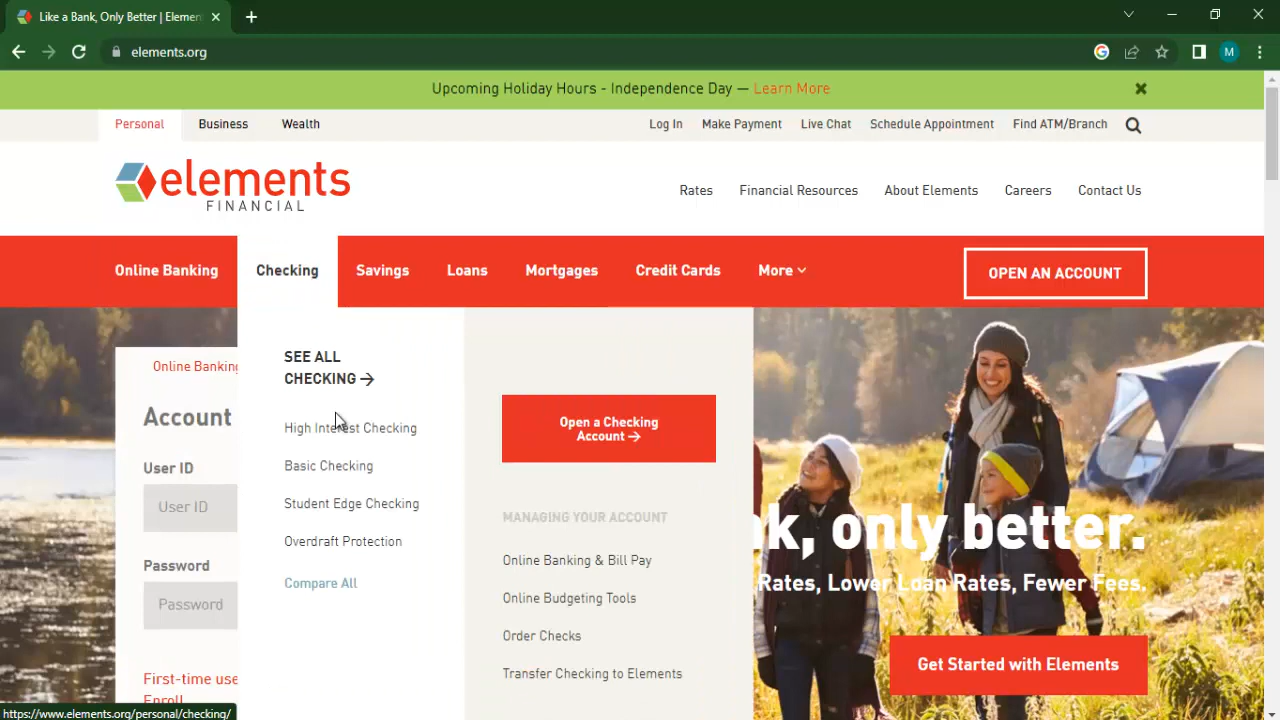 Like a Bank, Only Better | Elemen
elements.org
M
Upcoming Holiday Hours - Independence Day — Learn More
Personal Business Wealth
Log In Make Payment Live Chat Schedule Appointment Find ATM/Branch
elements
FINANCIAL
Rates Financial Resources About Elements Careers Contact Us
Online Banking Checking Savings Loans Mortgages Credit Cards More
OPEN AN ACCOUNT
Online Banking
Account
User ID
User ID
Password
Password
First-time use
Enroll
SEE ALL
CHECKING →
High Interest Checking
Basic Checking
Student Edge Checking
Overdraft Protection
Compare All
Open a Checking
Account →
MANAGING YOUR ACCOUNT
Online Banking & Bill Pay
Online Budgeting Tools
Order Checks
Transfer Checking to Elements
nk, only better.
Rates, Lower Loan Rates, Fewer Fees.
Get Started with Elements
https://www.elements.org/personal/checking/